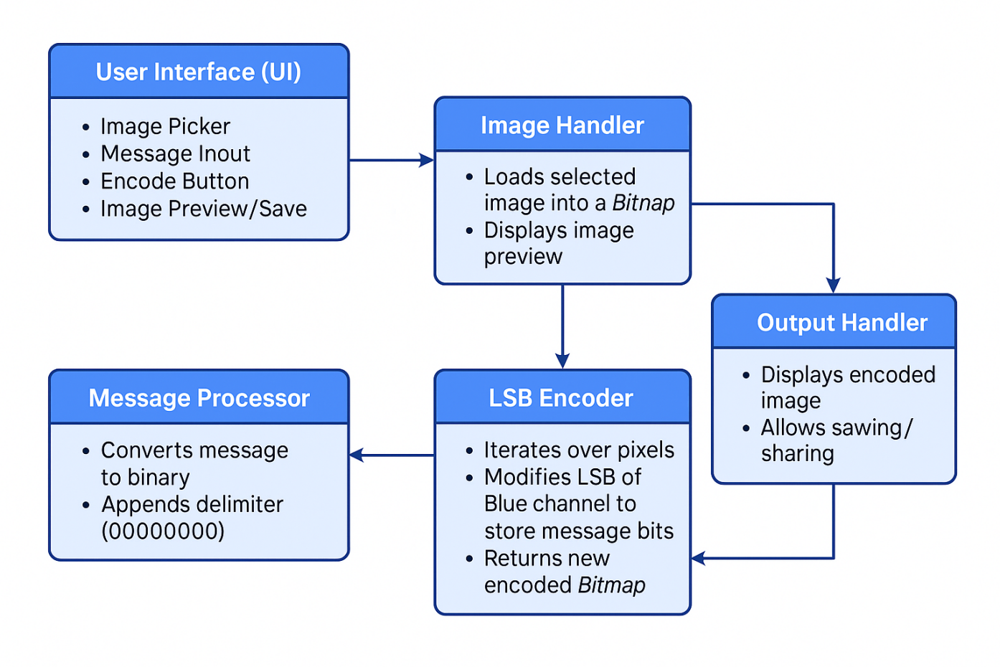 User Interface (UI)
• Image Picker
• Message Inout
• Encode Button
• Image Preview/Save
Image Handler
• Loads selected
image into a Bitnap
• Displays image
preview
Output Handler
• Displays encoded
image
• Allows sawing/
sharing
Message Processor
• Converts message
to binary
• Appends delimiter
(00000000)
LSB Encoder
• Iterates over pixels
• Modifies LSB of
Blue channel to
store message bits
• Returns new
encoded Bitmap